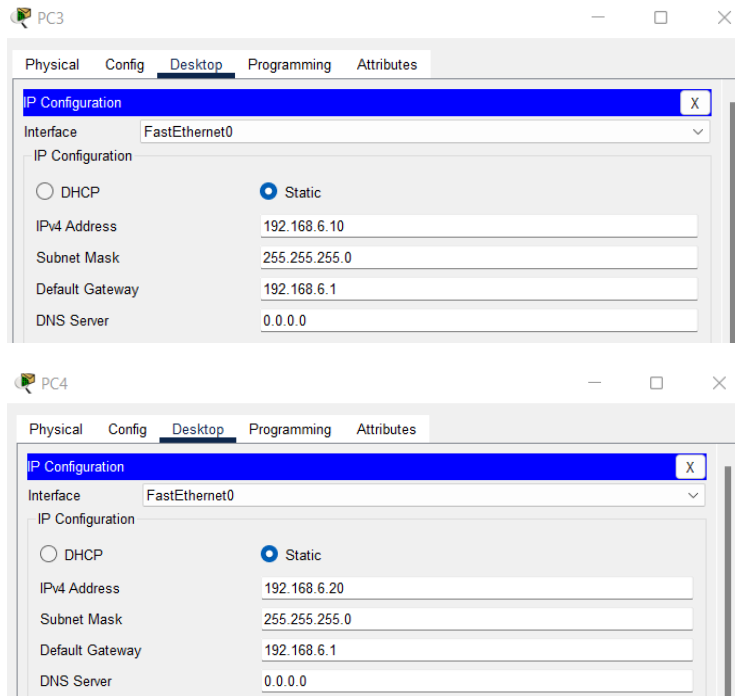 PC3
Physical Config Desktop Programming Attributes
IP Configuration X
Interface FastEthernet0
IP Configuration
DHCP Static
IPv4 Address 192.168.6.10
Subnet Mask 255.255.255.0
Default Gateway 192.168.6.1
DNS Server 0.0.0.0
PC4
Physical Config Desktop Programming Attributes
IP Configuration X
Interface FastEthernet0
IP Configuration
DHCP Static
IPv4 Address 192.168.6.20
Subnet Mask 255.255.255.0
Default Gateway 192.168.6.1
DNS Server 0.0.0.0